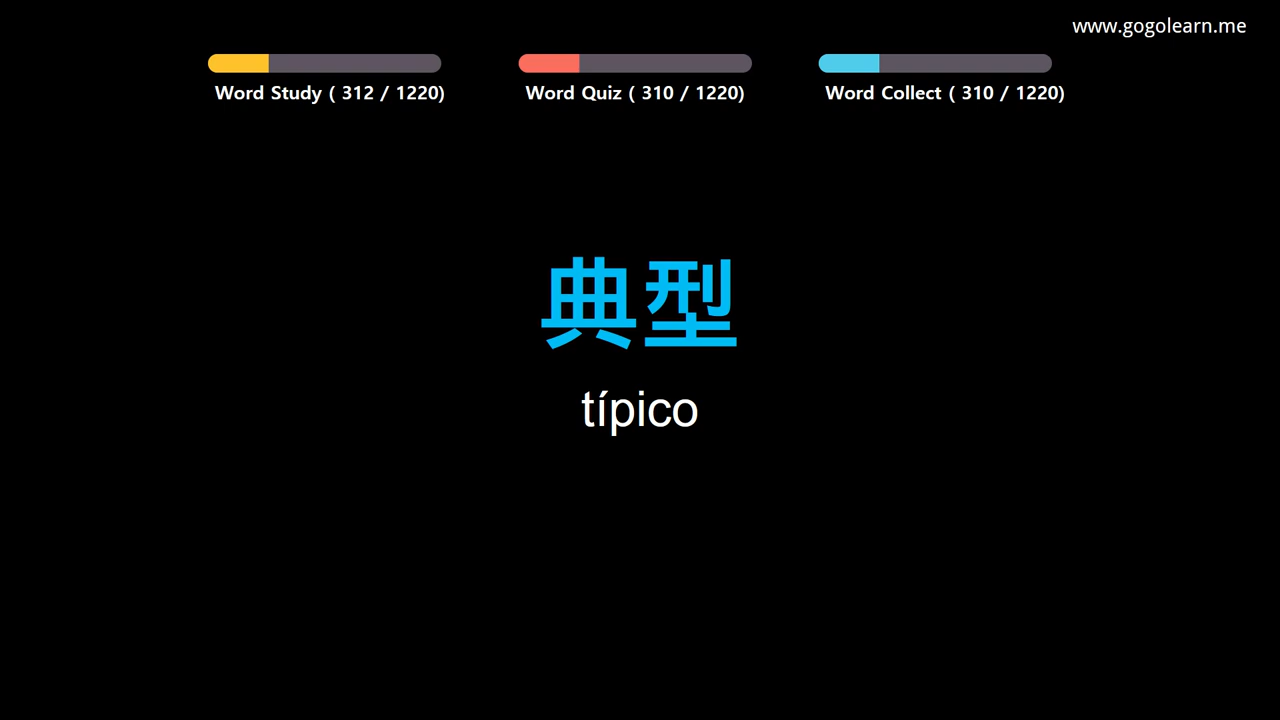 www.gogolearn.me
Word Study ( 312 / 1220)
Word Quiz ( 310 / 1220)
Word Collect ( 310 / 1220)
典型
típico